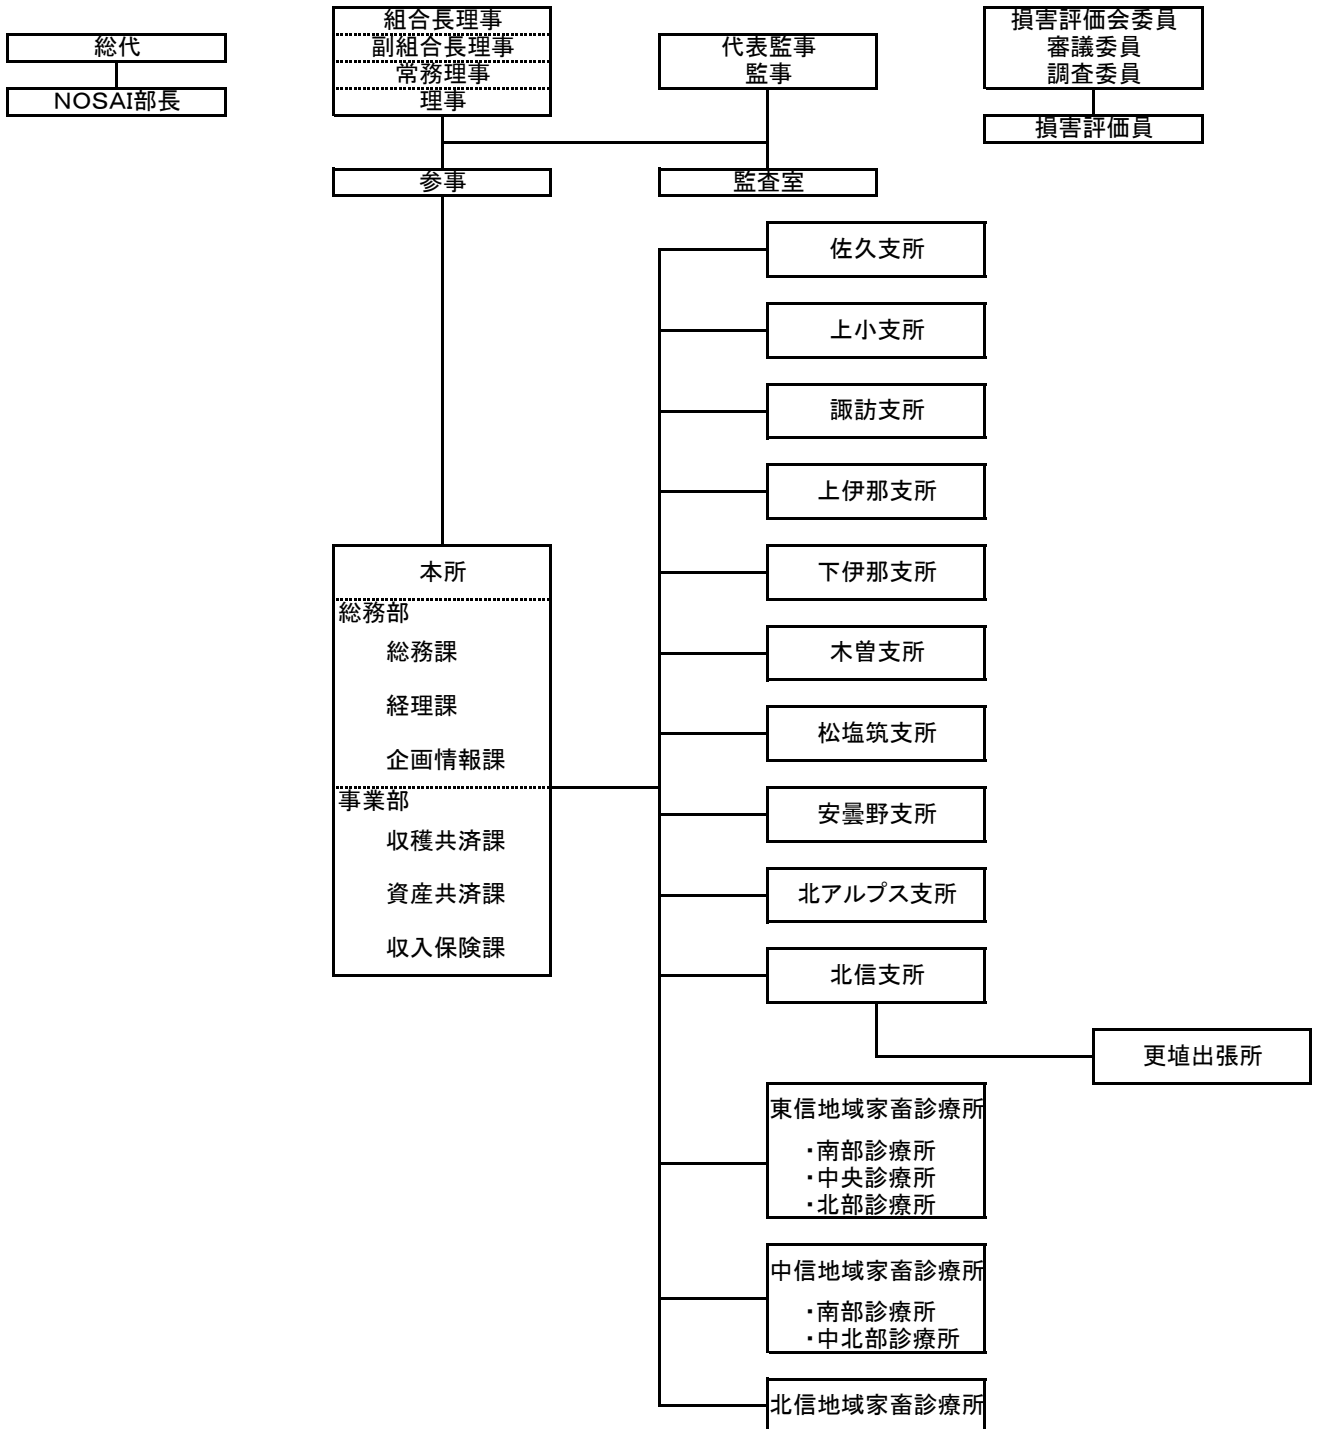 総代
NOSAI部長
組合長理事
副組合長理事
常務理事
理事
代表監事
監事
損害評価会委員
審議委員
調査委員
損害評価員
参事
監査室
本所
総務部
総務課
経理課
企画情報課
事業部
収穫共済課
資産共済課
収入保険課
佐久支所
上小支所
諏訪支所
上伊那支所
下伊那支所
木曽支所
松塩筑支所
安曇野支所
北アルプス支所
北信支所
更埴出張所
東信地域家畜診療所
・南部診療所
・中央診療所
・北部診療所
中信地域家畜診療所
・南部診療所
・中北部診療所
北信地域家畜診療所